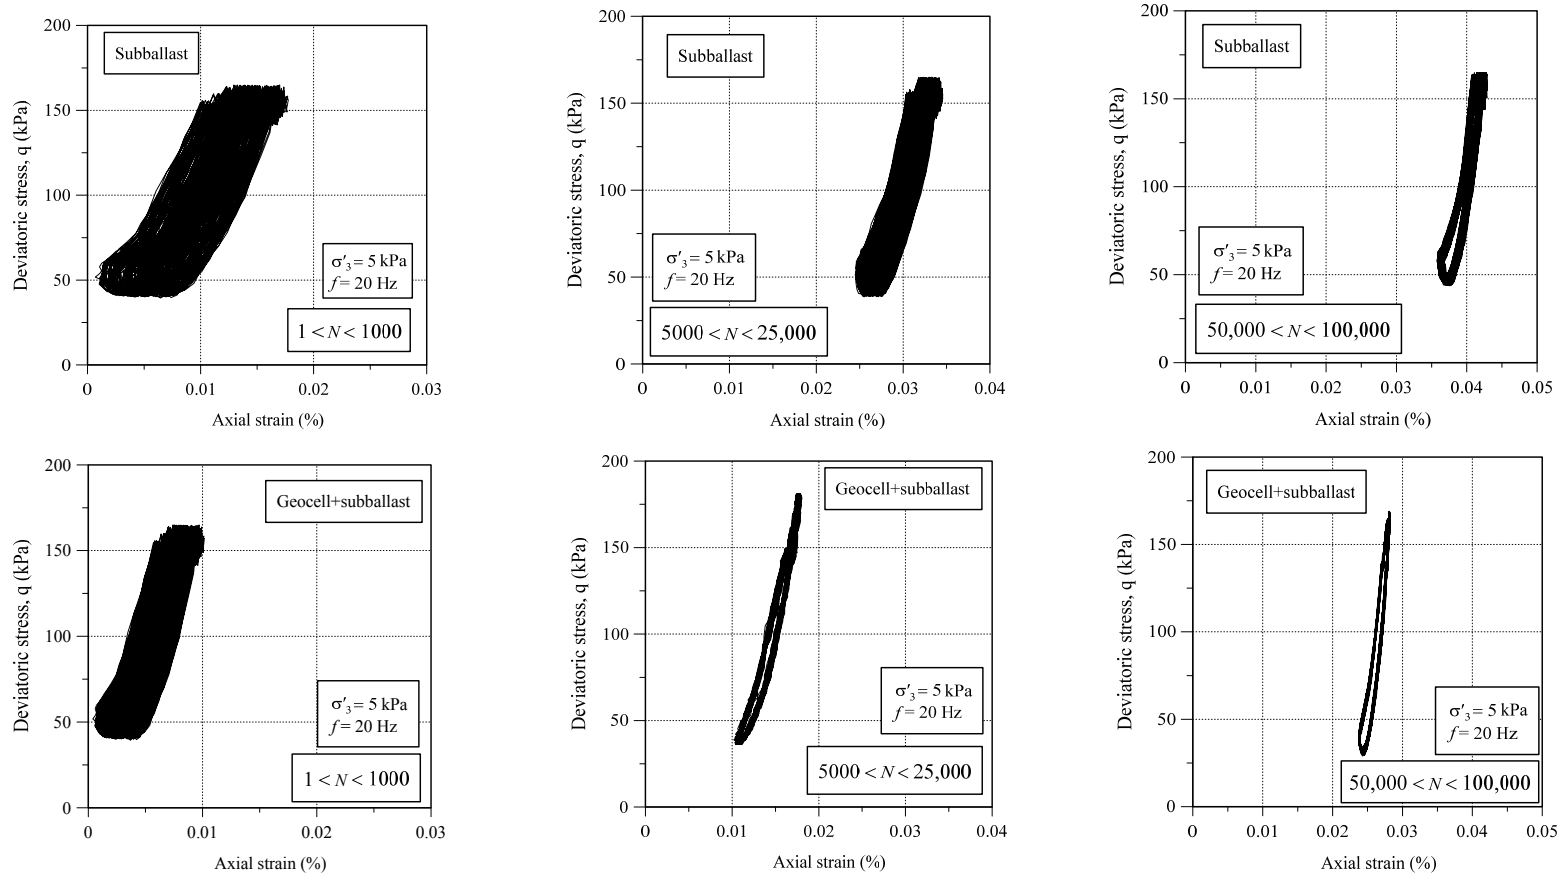 200
150
100
50
0
Deviatoric stress, q (kPa)
Subballast
σ′3 = 5 kPa
f = 20 Hz
1 < N < 1000
0 0.01 0.02 0.03
Axial strain (%)
200
150
100
50
0
Deviatoric stress, q (kPa)
Subballast
σ′3 = 5 kPa
f = 20 Hz
5000 < N < 25,000
0 0.01 0.02 0.03 0.04
Axial strain (%)
200
150
100
50
0
Deviatoric stress, q (kPa)
Subballast
σ′3 = 5 kPa
f = 20 Hz
50,000 < N < 100,000
0 0.01 0.02 0.03 0.04 0.05
Axial strain (%)
200
150
100
50
0
Deviatoric stress, q (kPa)
Geocell+subballast
σ′3 = 5 kPa
f = 20 Hz
1 < N < 1000
0 0.01 0.02 0.03
Axial strain (%)
200
150
100
50
0
Deviatoric stress, q (kPa)
Geocell+subballast
σ′3 = 5 kPa
f = 20 Hz
5000 < N < 25,000
0 0.01 0.02 0.03 0.04
Axial strain (%)
200
150
100
50
0
Deviatoric stress, q (kPa)
Geocell+subballast
σ′3 = 5 kPa
f = 20 Hz
50,000 < N < 100,000
0 0.01 0.02 0.03 0.04 0.05
Axial strain (%)